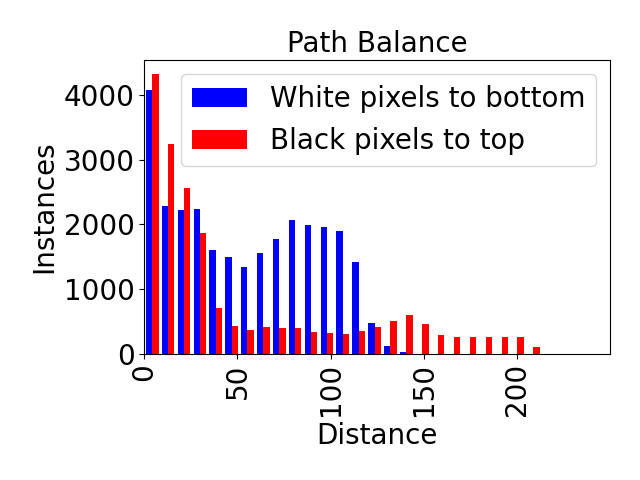 Path Balance
White pixels to bottom
Black pixels to top
Instances
4000
3000
2000
1000
0
0
50
100
150
200
Distance